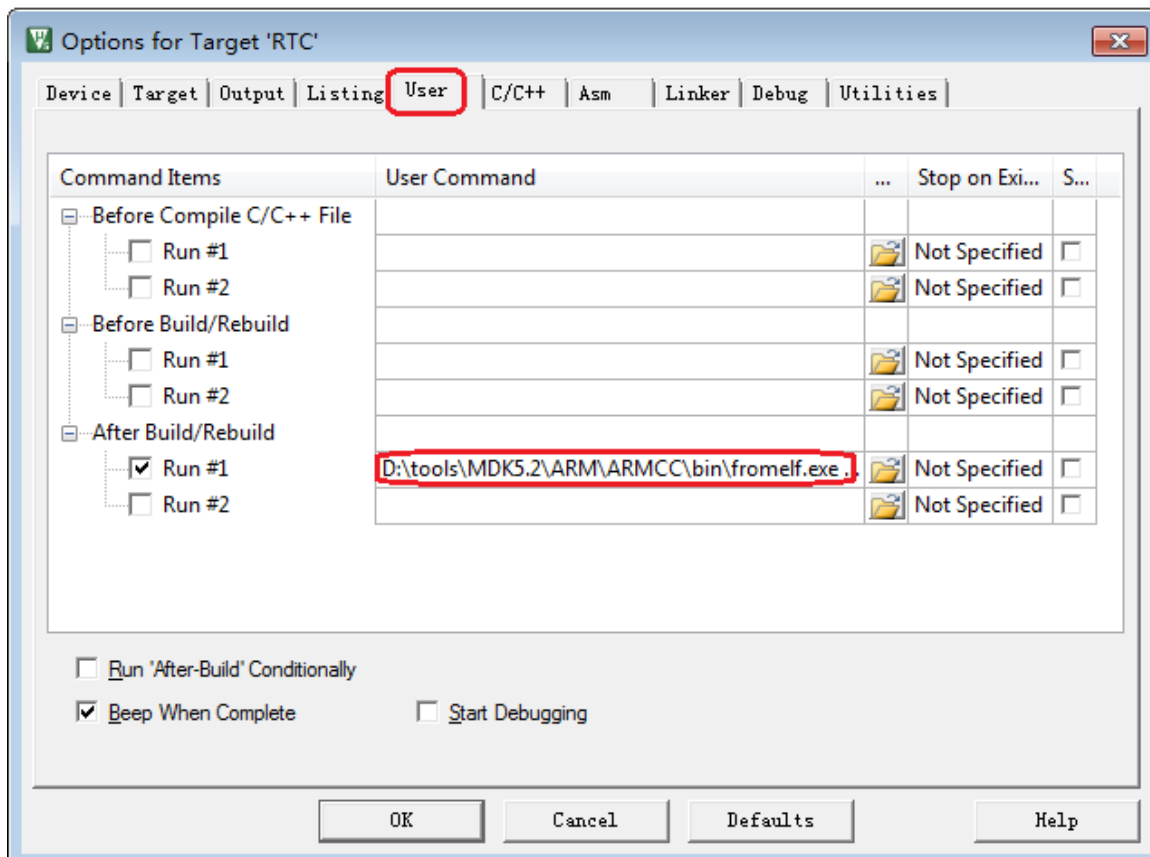 Options for Target 'RTC'
Device Target Output Listing User C/C++ Asm Linker Debug Utilities
Command Items User Command ... Stop on Exi... S...
Before Compile C/C++ File
Run #1 Not Specified
Run #2 Not Specified
Before Build/Rebuild
Run #1 Not Specified
Run #2 Not Specified
After Build/Rebuild
Run #1 D:\tools\MDK5.2\ARM\ARMCC\bin\fromelf.exe .. Not Specified
Run #2 Not Specified
Run 'After-Build' Conditionally
Beep When Complete Start Debugging
OK Cancel Defaults Help